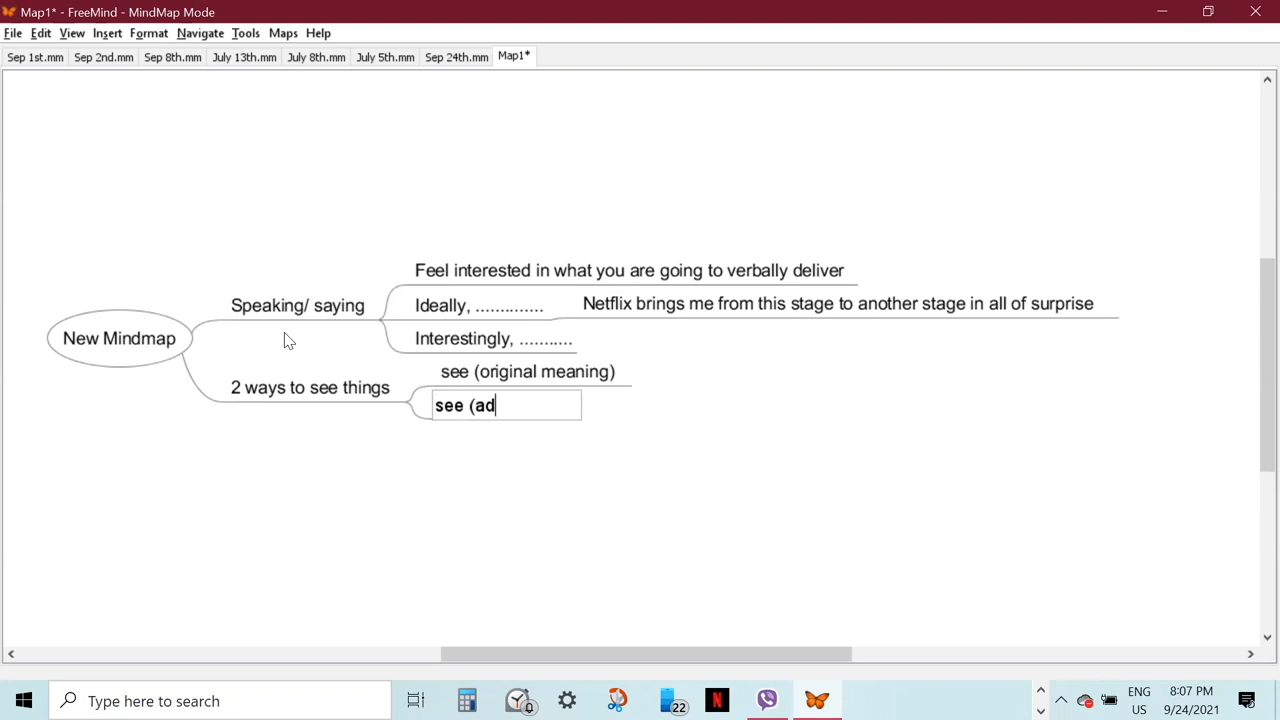 Map1* - FreeMind - MindMap Mode
File Edit View Insert Format Navigate Tools Maps Help
Sep 1st.mm Sep 2nd.mm Sep 8th.mm July 13th.mm July 8th.mm July 5th.mm Sep 24th.mm Map1*
Feel interested in what you are going to verbally deliver
Speaking/ saying
Ideally, ..............
Netflix brings me from this stage to another stage in all of surprise
New Mindmap
Interestingly, ...........
2 ways to see things
see (original meaning)
see (ad
Type here to search
0
22
N
ENG
US
8:07 PM
9/24/2021